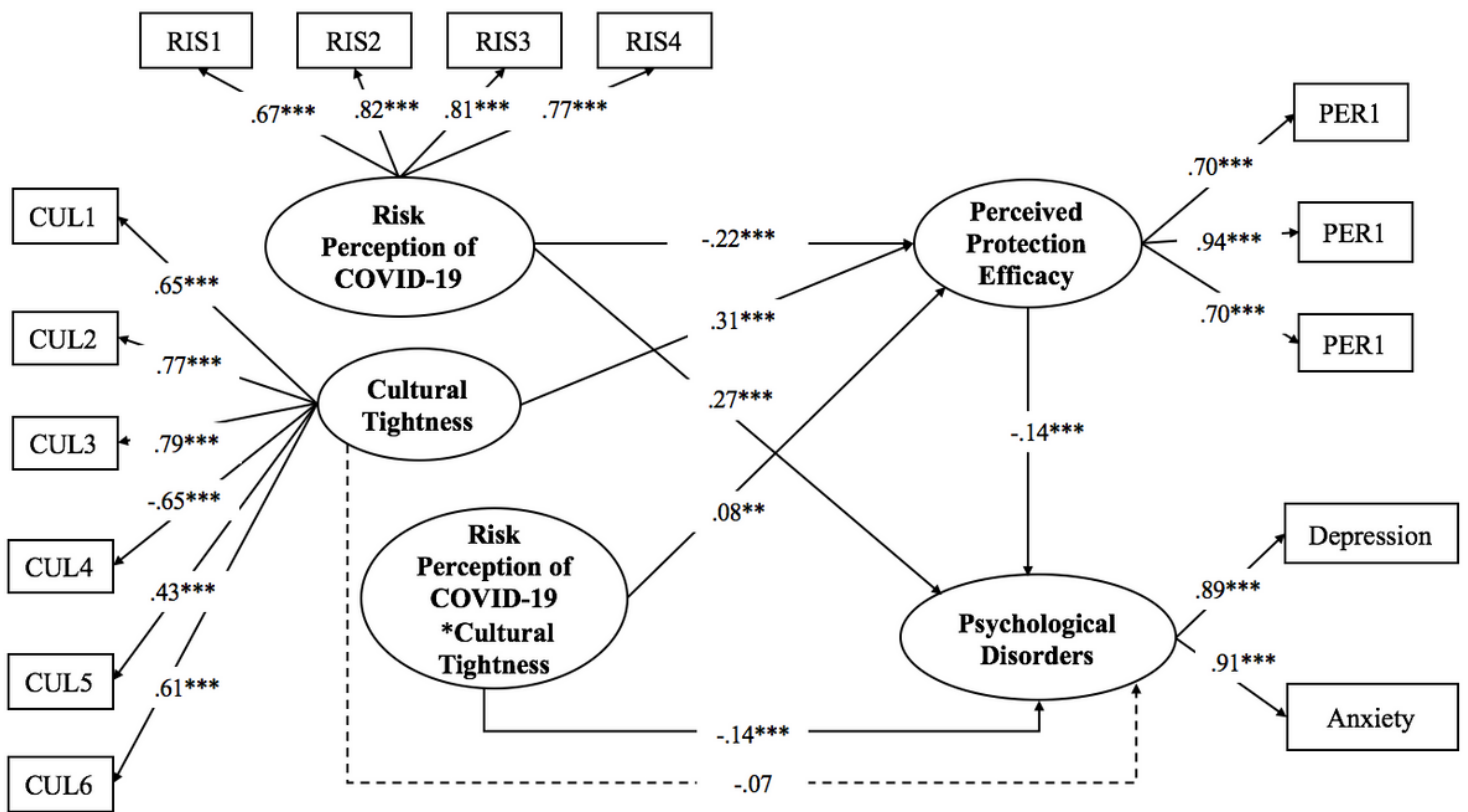 RIS1
RIS2
RIS3
RIS4
.67***
.82***
.81***
.77***
PER1
.70***
CUL1
Risk
Perception of
COVID-19
-.22***
Perceived
Protection
Efficacy
.94***
PER1
.65***
.31***
.70***
PER1
CUL2
.77***
Cultural
Tightness
.27***
CUL3
.79***
-.14***
-.65***
.08**
Depression
CUL4
Risk
Perception of
COVID-19
*Cultural
Tightness
.43***
.89***
Psychological
Disorders
CUL5
.61***
.91***
Anxiety
-.14***
CUL6
-.07